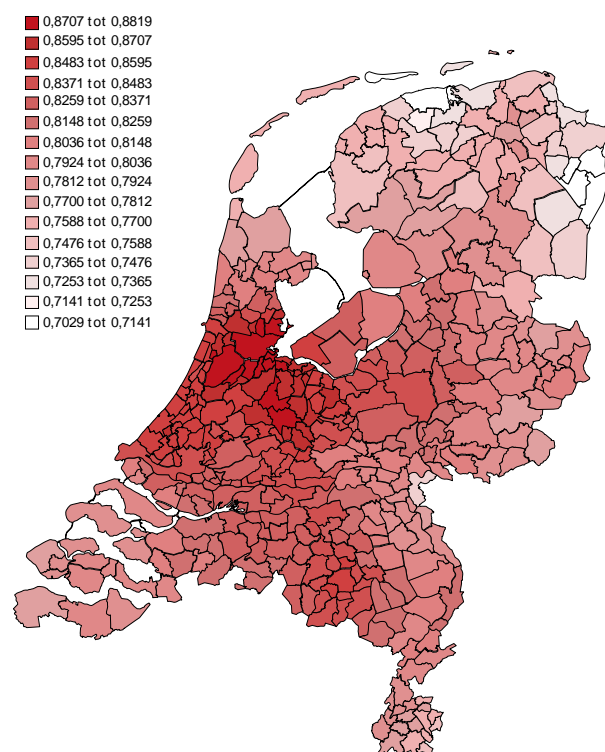 0,8707 tot 0,8819
0,8595 tot 0,8707
0,8483 tot 0,8595
0,8371 tot 0,8483
0,8259 tot 0,8371
0,8148 tot 0,8259
0,8036 tot 0,8148
0,7924 tot 0,8036
0,7812 tot 0,7924
0,7700 tot 0,7812
0,7588 tot 0,7700
0,7476 tot 0,7588
0,7365 tot 0,7476
0,7253 tot 0,7365
0,7141 tot 0,7253
0,7029 tot 0,7141